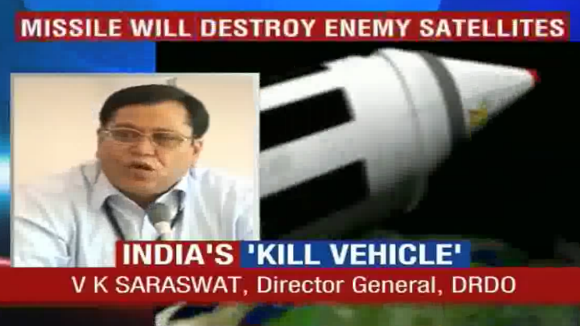 MISSILE WILL DESTROY ENEMY SATELLITES
INDIA'S 'KILL VEHICLE'
V K SARASWAT, Director General, DRDO